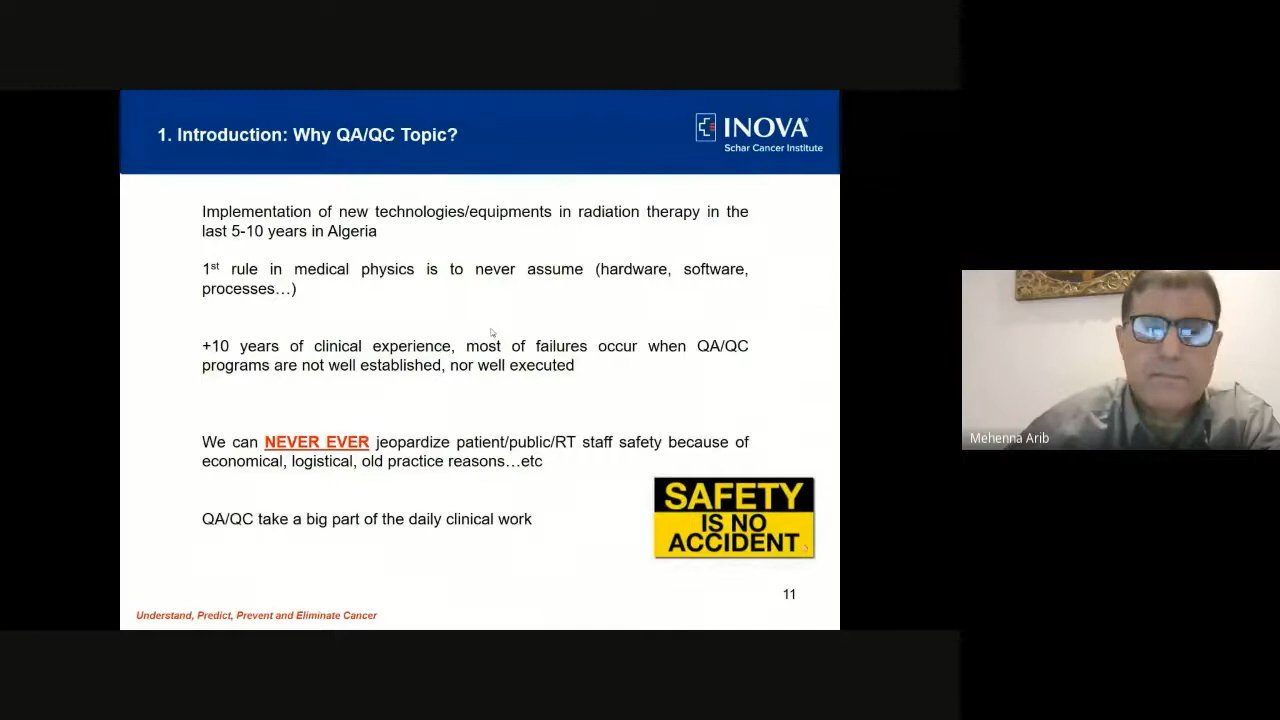 1. Introduction: Why QA/QC Topic?
INOVA®
Schar Cancer Institute
Implementation of new technologies/equipments in radiation therapy in the
last 5-10 years in Algeria
1st rule in medical physics is to never assume (hardware, software,
processes…)
+10 years of clinical experience, most of failures occur when QA/QC
programs are not well established, nor well executed
We can NEVER EVER jeopardize patient/public/RT staff safety because of
economical, logistical, old practice reasons…etc
SAFETY
IS NO
ACCIDENT
QA/QC take a big part of the daily clinical work
11
Understand, Predict, Prevent and Eliminate Cancer
Mehenna Arib